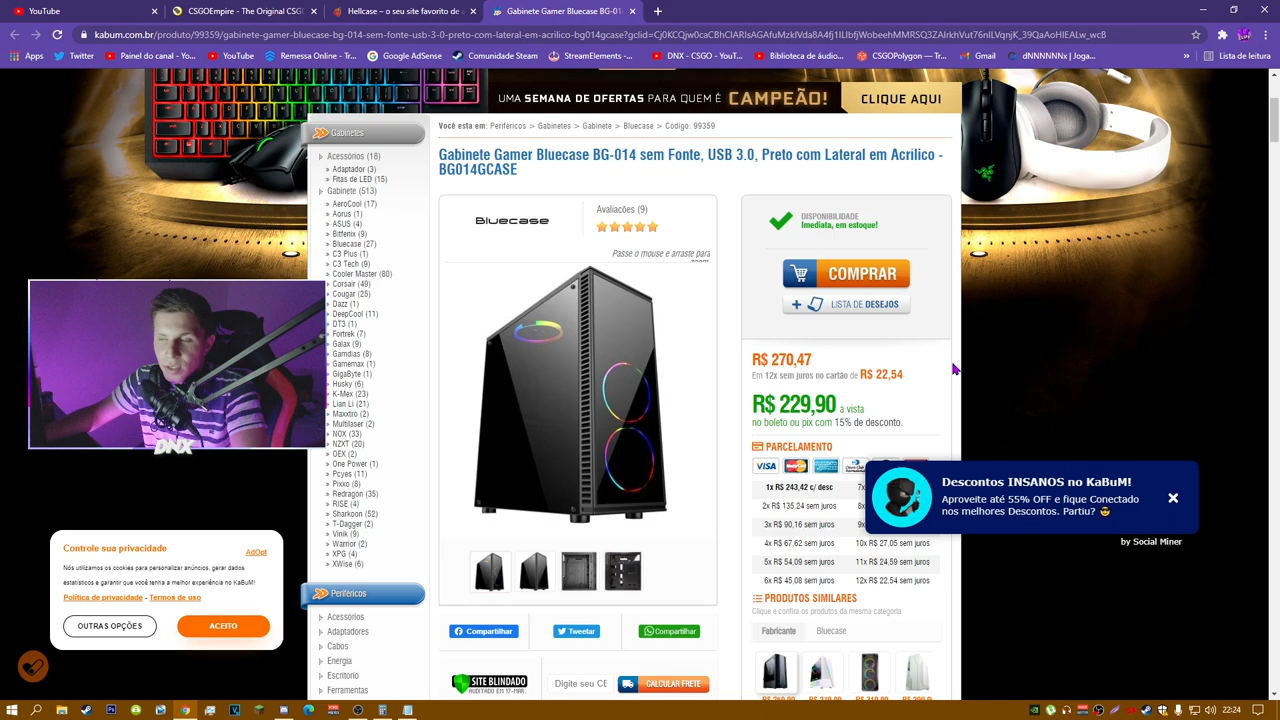 YouTube
CSGOEmpire - The
Seu site favorito de
Gabinete Gamer Bluecase BG-01
kabum.com.br/produto/99359/gabinete-gamer-bluecase-bg-014-sem-fonte-usb-3-0-preto-com-lateral-em-acrilico-bg014gcase?gclid=
Apps
Twitter
Painel do canal - Yo...
YouTube
Remessa Online - Tr...
Google AdSense
Comunidade Steam
StreamElements -...
DNX - CSGO - YouT...
Biblioteca de áudio...
CSGOPolygon — Tra...
Gmail
dNNNNNx | Joga...
»
Lista de leitura
UMA SEMANA DE OFERTAS PARA QUEM É CAMPEÃO!
CLIQUE AQUI
Gabinetes
Acessórios (18)
Adaptador (3)
Fitas de LED (15)
Gabinete (513)
AeroCool (17)
Aorus (1)
ASUS (4)
Bitfenix (9)
Bluecase (27)
C3 Plus (1)
C3 Tech (9)
Cooler Master (80)
Corsair (49)
Cougar (25)
Dazz (1)
DeepCool (11)
DT3 (1)
Fortrek (7)
Galax (9)
Gamdias (8)
Gamemax (1)
GigaByte (1)
Husky (6)
K-Mex (23)
Lian Li (21)
Maxxtro (2)
Multilaser (2)
NOX (33)
NZXT (20)
OEX (2)
One Power (1)
Pcyes (11)
Pixxo (8)
Redragon (35)
RISE (4)
Sharkoon (52)
T-Dagger (2)
Vinik (9)
Warrior (2)
XPG (4)
XWise (6)
Periféricos
Acessórios
Adaptadores
Cabos
Energia
Escritorio
Ferramentas
Você está em: Periféricos > Gabinetes > Gabinete > Bluecase > Codigo: 99359
Gabinete Gamer Bluecase BG-014 sem Fonte, USB 3.0, Preto com Lateral em Acrílico -
BG014GCASE
BLUECASE
Avaliacões (9)
Passe o mouse e arraste para
zoom.
Compartilhar
Tweetar
Compartilhar
SITE BLINDADO
AUDITADO EM 17-MAR.
Digite seu CE
CALCULAR FRETE
DISPONIBILIDADE
Imediata, em estoque!
COMPRAR
+ LISTA DE DESEJOS
R$ 270,47
Em 12x sem juros no cartão de R$ 22,54
R$ 229,90 a vista
no boleto ou pix com 15% de desconto.
PARCELAMENTO
VISA
1x R$ 243,42 c/ desc
7x
2x R$ 135,24 sem juros
8x
3x R$ 90,16 sem juros
9x
4x R$ 67,62 sem juros
10x R$ 27,05 sem juros
5x R$ 54,09 sem juros
11x R$ 24,59 sem juros
6x R$ 45,08 sem juros
12x R$ 22,54 sem juros
PRODUTOS SIMILARES
Clique e confira os produtos da mesma categoria
Fabricante
Bluecase
DNX
Controle sua privacidade
AdOpt
Nós utilizamos os cookies para personalizar anúncios, gerar dados
estatísticos e garantir que você tenha a melhor experiência no KaBuM!
Política de privacidade - Termos de uso
OUTRAS OPÇÕES
ACEITO
Descontos INSANOS no KaBuM!
Aproveite até 55% OFF e fique Conectado
nos melhores Descontos. Partiu?
by Social Miner
22:24